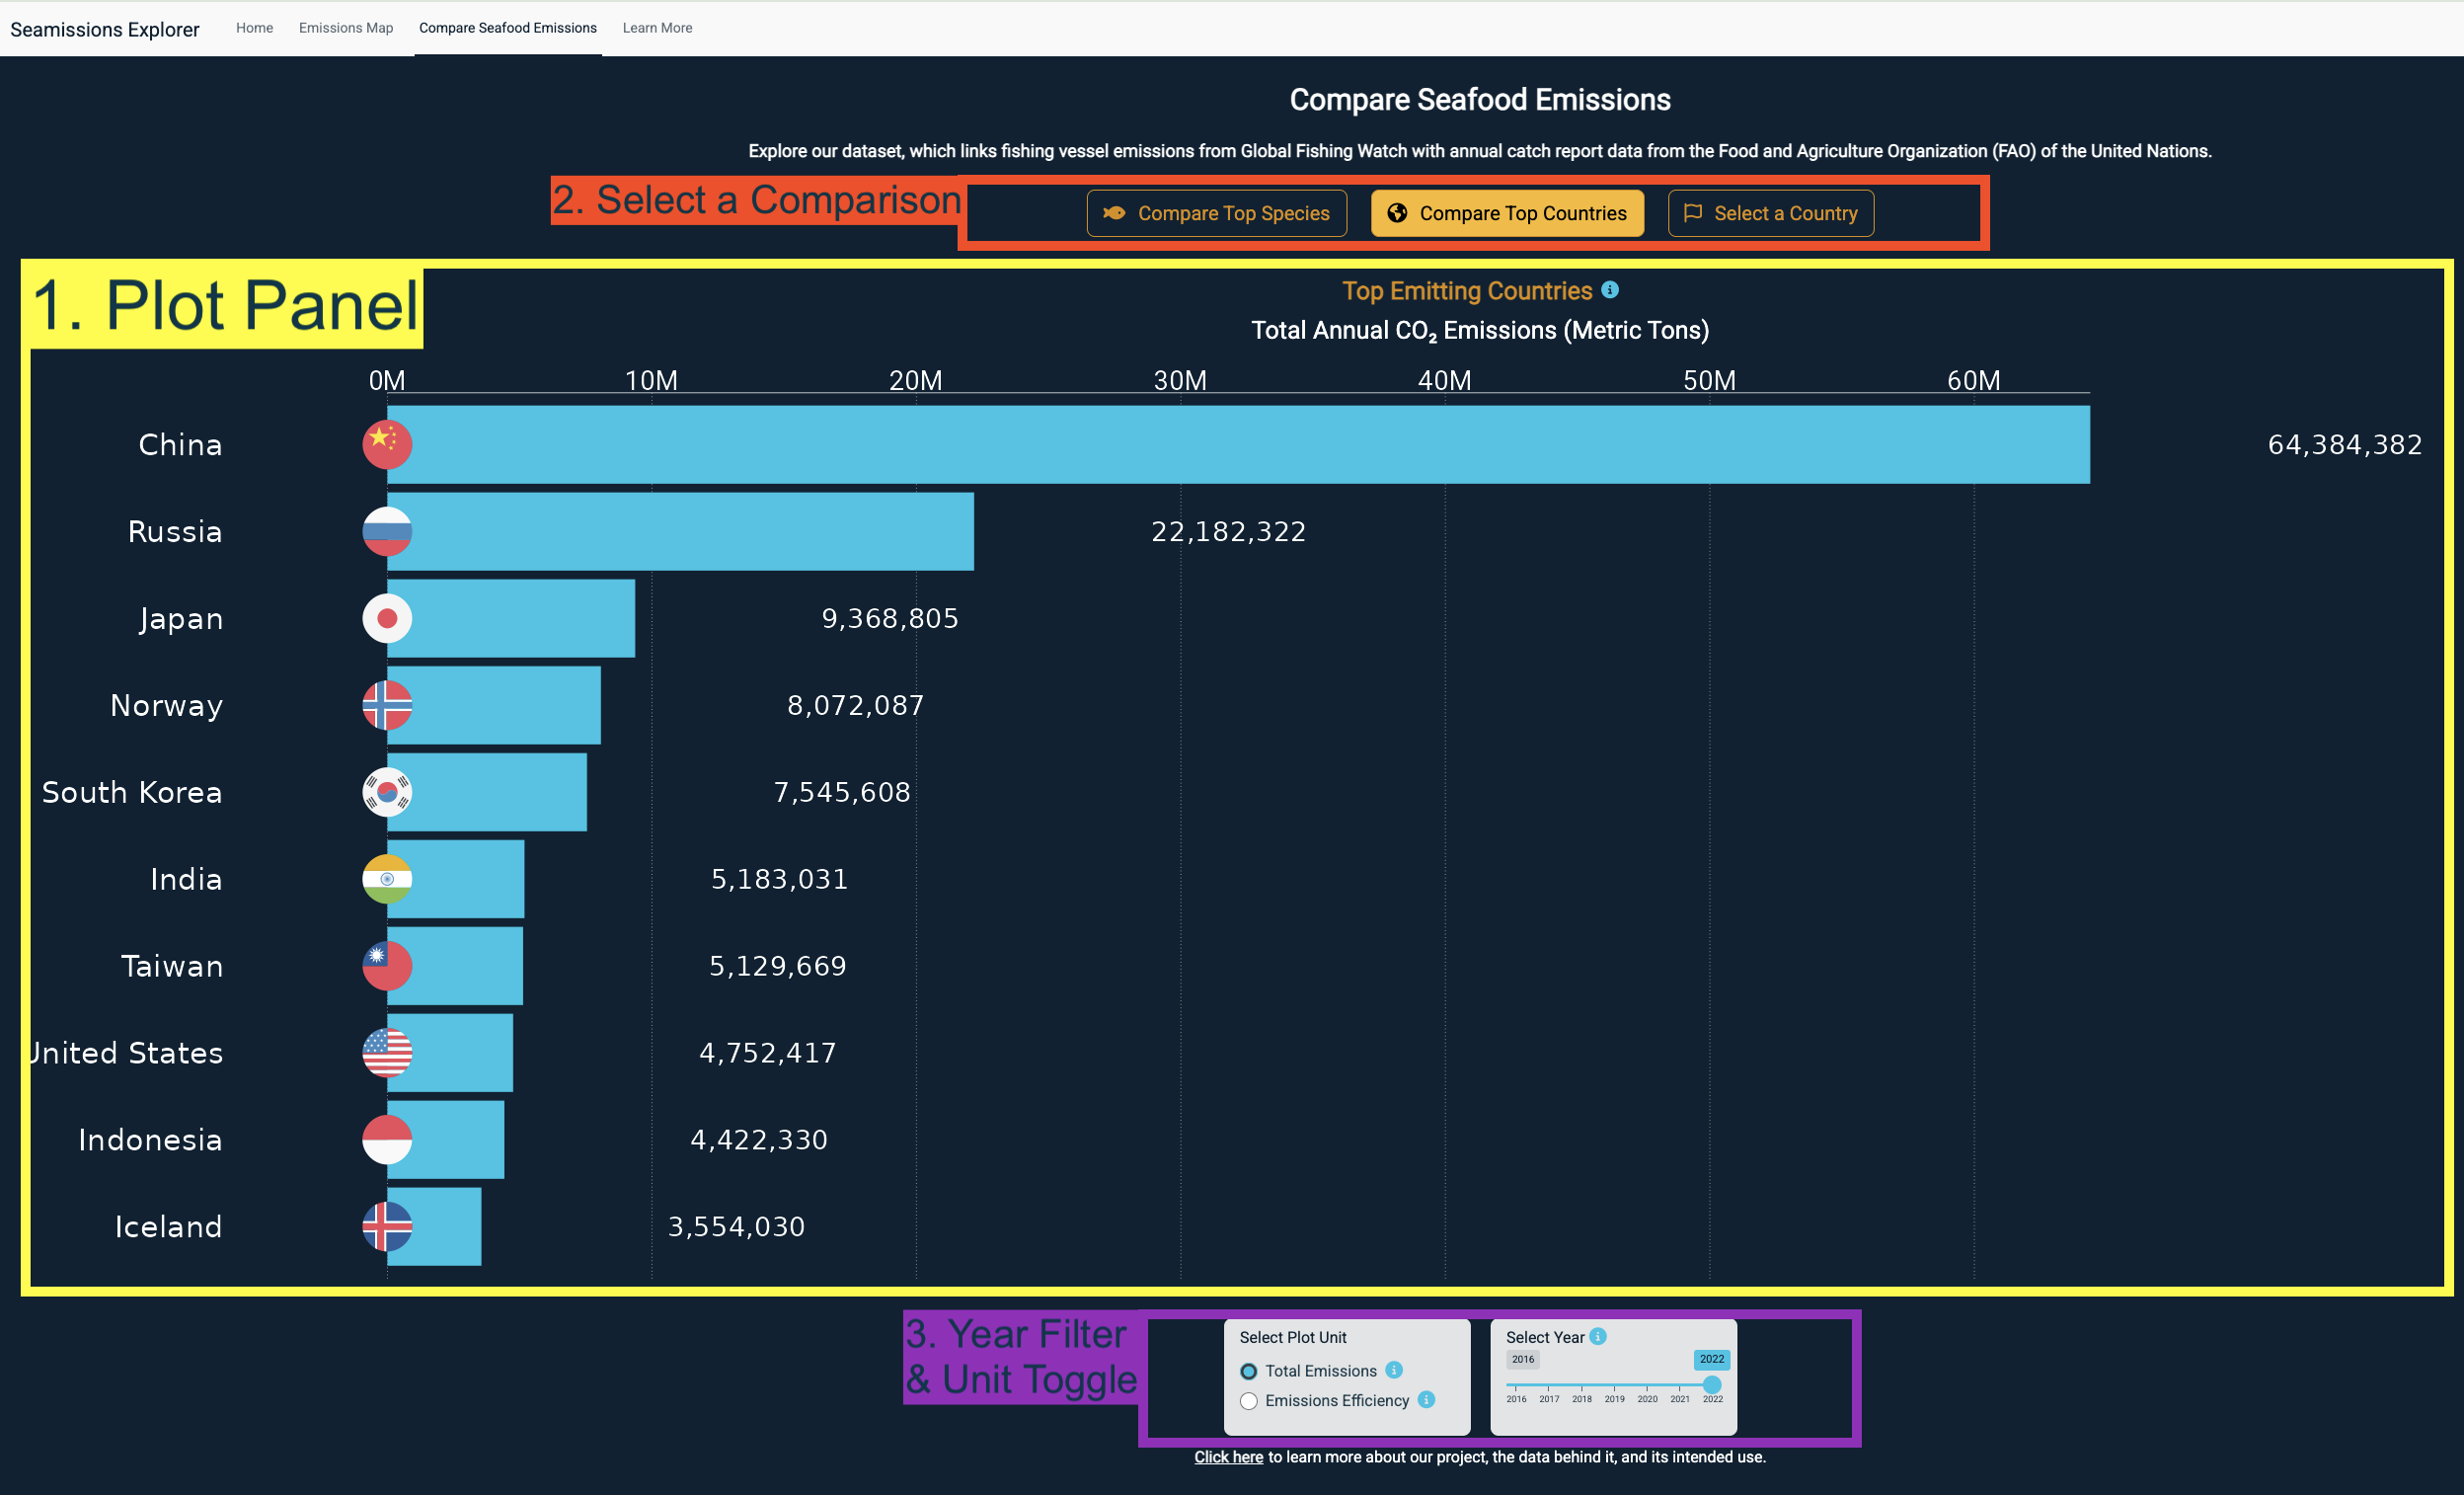 Seamissions Explorer Home Emissions Map Compare Seafood Emissions Learn More
Compare Seafood Emissions
Explore our dataset, which links fishing vessel emissions from Global Fishing Watch with annual catch report data from the Food and Agriculture Organization (FAO) of the United Nations.
2. Select a Comparison
Compare Top Species Compare Top Countries Select a Country
1. Plot Panel
Top Emitting Countries
Total Annual CO₂ Emissions (Metric Tons)
0M 10M 20M 30M 40M 50M 60M
China 64,384,382
Russia 22,182,322
Japan 9,368,805
Norway 8,072,087
South Korea 7,545,608
India 5,183,031
Taiwan 5,129,669
United States 4,752,417
Indonesia 4,422,330
Iceland 3,554,030
3. Year Filter
& Unit Toggle
Select Plot Unit
Total Emissions
Emissions Efficiency
Select Year
2016 2022
2016 2017 2018 2019 2020 2021 2022
Click here to learn more about our project, the data behind it, and its intended use.